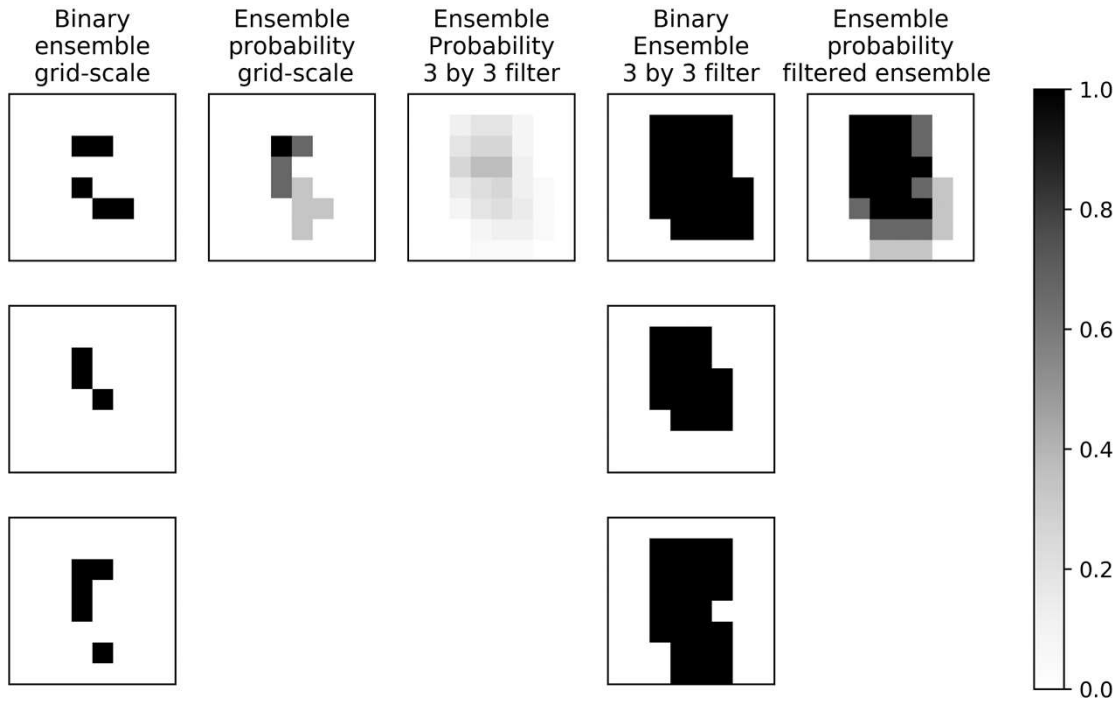 Binary
ensemble
grid-scale
Ensemble
probability
grid-scale
Ensemble
Probability
3 by 3 filter
Binary
Ensemble
3 by 3 filter
Ensemble
probability
filtered ensemble
1.0
0.8
0.6
0.4
0.2
0.0